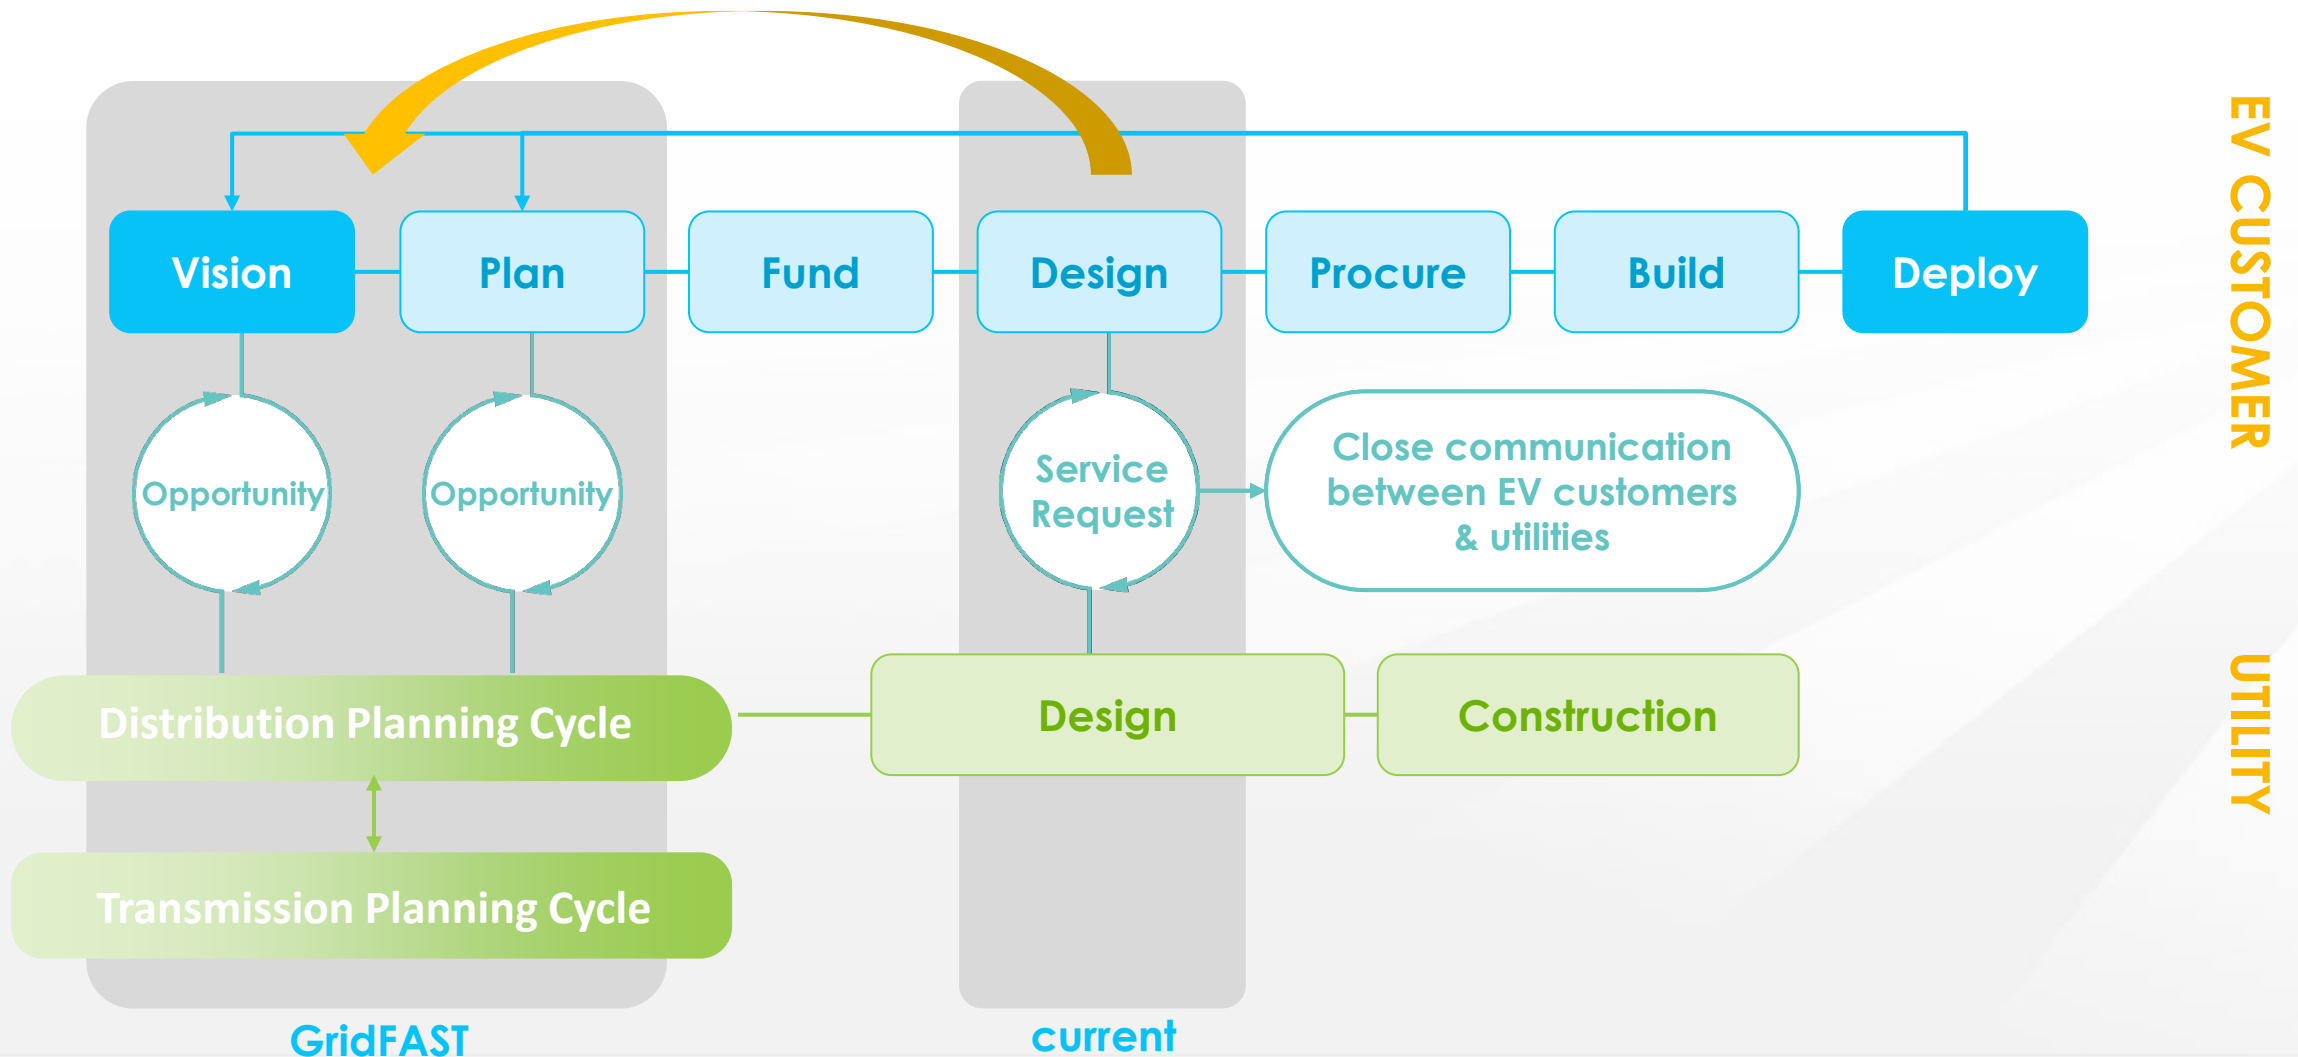 Vision
Plan
Fund
Design
Procure
Build
Deploy
EV CUSTOMER
Opportunity
Opportunity
Service
Request
Close communication
between EV customers
& utilities
Distribution Planning Cycle
Design
Construction
UTILITY
Transmission Planning Cycle
GridFAST
current